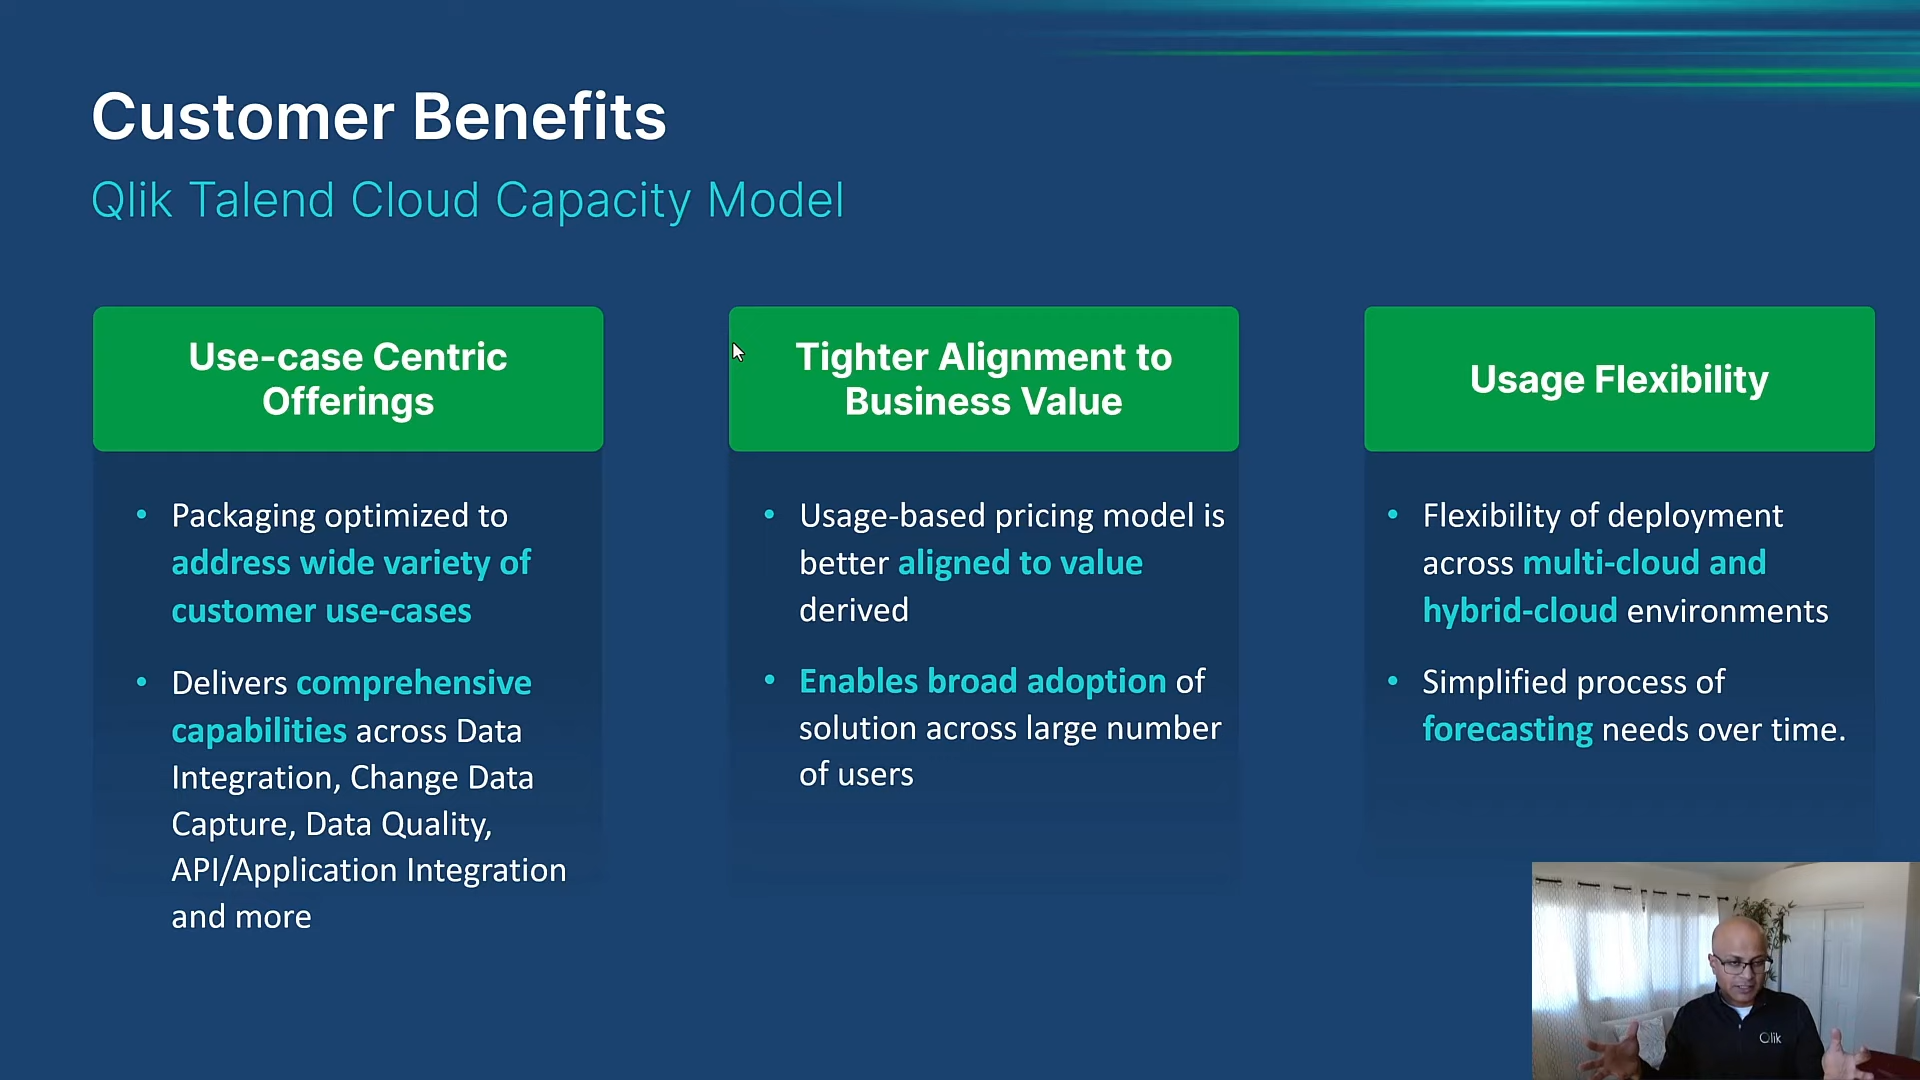 Customer Benefits
Qlik Talend Cloud Capacity Model
Use-case Centric
Offerings
• Packaging optimized to
address wide variety of
customer use-cases
• Delivers comprehensive
capabilities across Data
Integration, Change Data
Capture, Data Quality,
API/Application Integration
and more
Tighter Alignment to
Business Value
• Usage-based pricing model is
better aligned to value
derived
• Enables broad adoption of
solution across large number
of users
Usage Flexibility
• Flexibility of deployment
across multi-cloud and
hybrid-cloud environments
• Simplified process of
forecasting needs over time.
Qlik